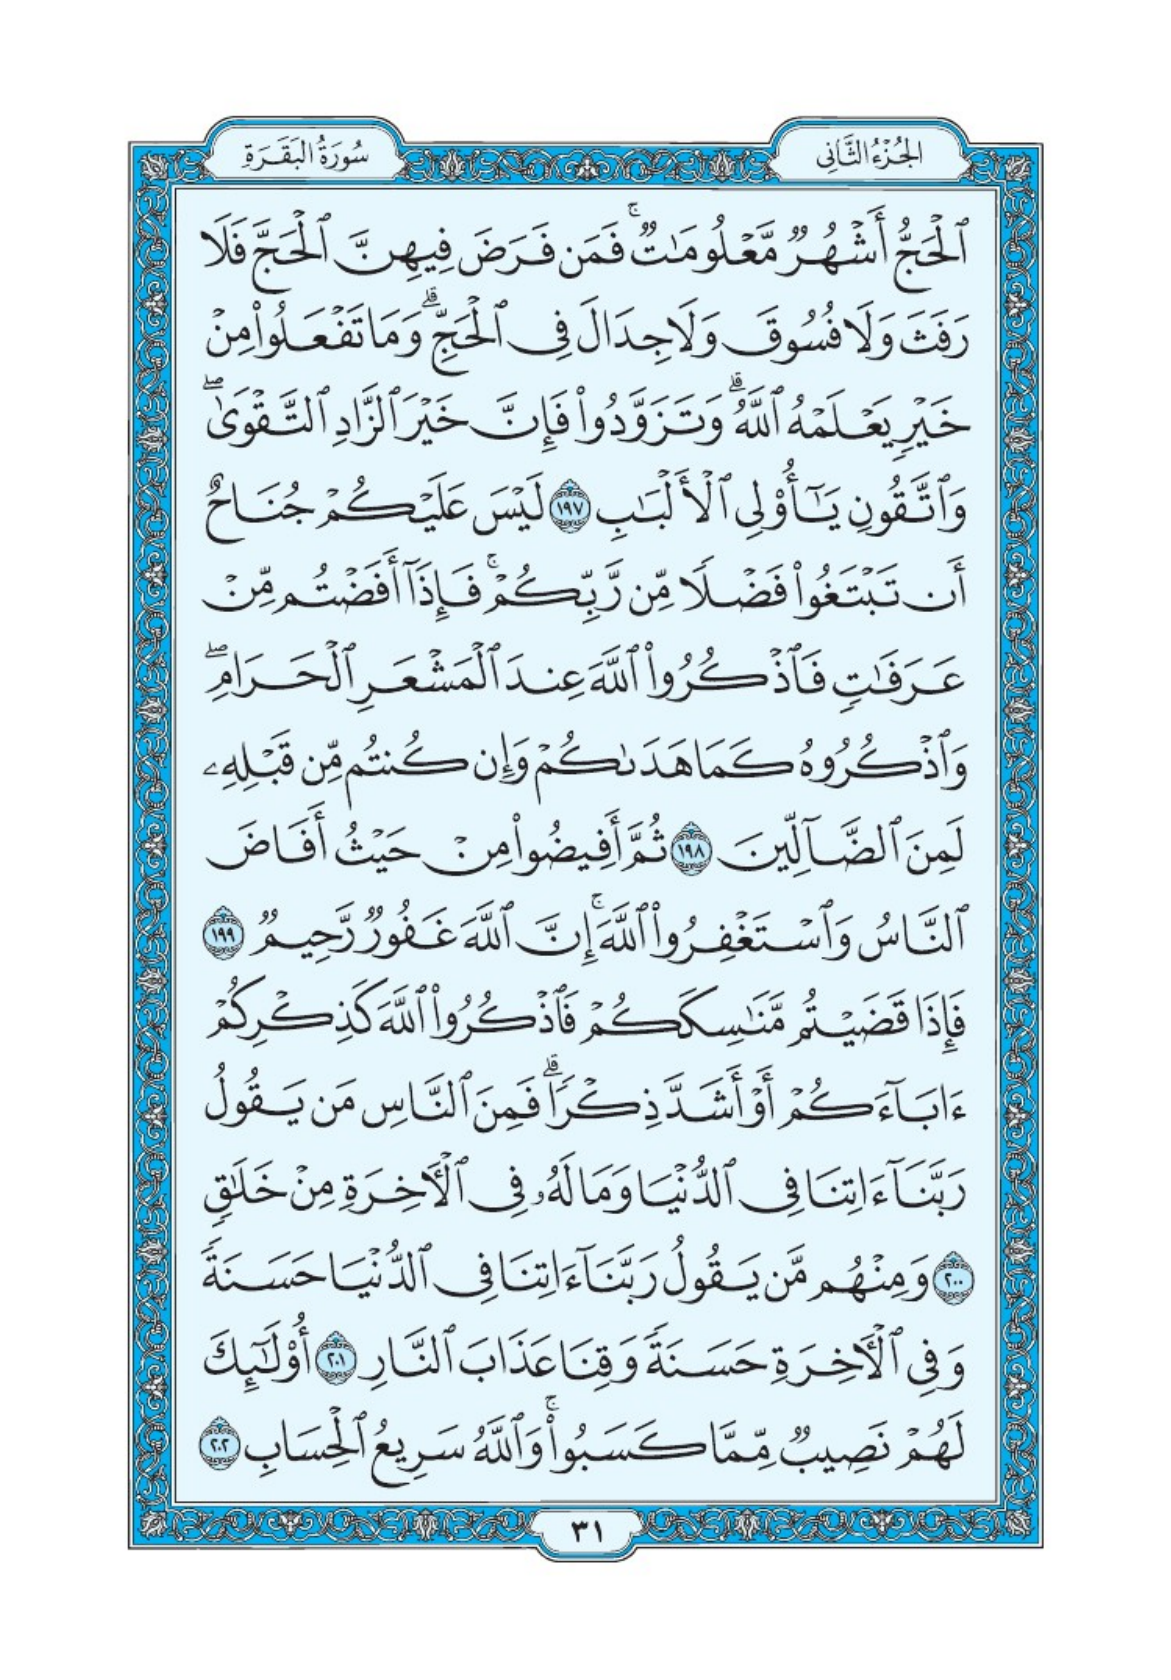 الجُزْءُ الثَّانِي
سُورَةُ البَقَرَةِ
ٱلْحَجُّ أَشْهُرٌ مَّعْلُومَٰتٌ ۚ فَمَن فَرَضَ فِيهِنَّ ٱلْحَجَّ فَلَا
رَفَثَ وَلَا فُسُوقَ وَلَا جِدَالَ فِى ٱلْحَجِّ ۗ وَمَا تَفْعَلُوا۟ مِنْ
خَيْرٍ يَعْلَمْهُ ٱللَّهُ ۗ وَتَزَوَّدُوا۟ فَإِنَّ خَيْرَ ٱلزَّادِ ٱلتَّقْوَىٰ ۖ
وَٱتَّقُونِ يَٰٓأُو۟لِى ٱلْأَلْبَٰبِ ١٩٧ لَيْسَ عَلَيْكُمْ جُنَاحٌ
أَن تَبْتَغُوا۟ فَضْلًا مِّن رَّبِّكُمْ ۚ فَإِذَآ أَفَضْتُم مِّنْ
عَرَفَٰتٍ فَٱذْكُرُوا۟ ٱللَّهَ عِندَ ٱلْمَشْعَرِ ٱلْحَرَامِ ۖ
وَٱذْكُرُوهُ كَمَا هَدَىٰكُمْ وَإِن كُنتُم مِّن قَبْلِهِۦ
لَمِنَ ٱلضَّآلِّينَ ١٩٨ ثُمَّ أَفِيضُوا۟ مِنْ حَيْثُ أَفَاضَ
ٱلنَّاسُ وَٱسْتَغْفِرُوا۟ ٱللَّهَ ۚ إِنَّ ٱللَّهَ غَفُورٌ رَّحِيمٌ ١٩٩
فَإِذَا قَضَيْتُم مَّنَٰسِكَكُمْ فَٱذْكُرُوا۟ ٱللَّهَ كَذِكْرِكُمْ
ءَابَآءَكُمْ أَوْ أَشَدَّ ذِكْرًا ۗ فَمِنَ ٱلنَّاسِ مَن يَقُولُ
رَبَّنَآ ءَاتِنَا فِى ٱلدُّنْيَا وَمَا لَهُۥ فِى ٱلْأَخِرَةِ مِنْ خَلَٰقٍ
٢٠٠ وَمِنْهُم مَّن يَقُولُ رَبَّنَآ ءَاتِنَا فِى ٱلدُّنْيَا حَسَنَةً
وَفِى ٱلْأَخِرَةِ حَسَنَةً وَقِنَا عَذَابَ ٱلنَّارِ ٢٠١ أُو۟لَٰٓئِكَ
لَهُمْ نَصِيبٌ مِّمَّا كَسَبُوا۟ ۚ وَٱللَّهُ سَرِيعُ ٱلْحِسَابِ ٢٠٢
٣١